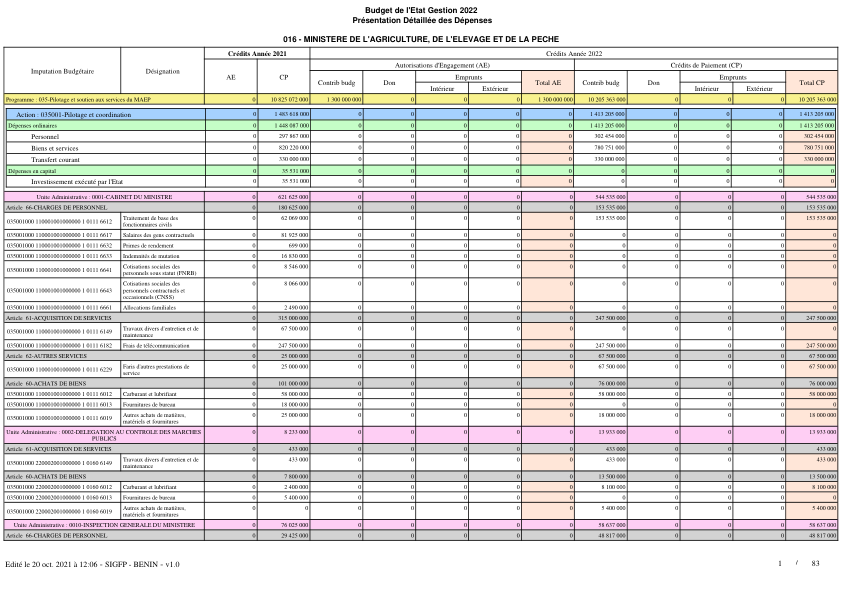 Budget de l'Etat Gestion 2022
Présentation Détaillée des Dépenses
016 - MINISTERE DE L'AGRICULTURE, DE L'ELEVAGE ET DE LA PECHE
Imputation Budgétaire Désignation Crédits Année 2021 Crédits Année 2022
AE CP Autorisations d'Engagement (AE) Crédits de Paiement (CP)
Contrib budg Don Emprunts Total AE Contrib budg Don Emprunts Total CP
Intérieur Extérieur Intérieur Extérieur
Programme : 035-Pilotage et soutien aux services du MAEP 0 10 825 072 000 1 300 000 000 0 0 0 1 300 000 000 10 205 363 000 0 0 0 10 205 363 000
Action : 035001-Pilotage et coordination 0 1 483 618 000 0 0 0 0 0 1 413 205 000 0 0 0 1 413 205 000
Dépenses ordinaires 0 1 448 087 000 0 0 0 0 0 1 413 205 000 0 0 0 1 413 205 000
Personnel 0 297 867 000 0 0 0 0 0 302 454 000 0 0 0 302 454 000
Biens et services 0 820 220 000 0 0 0 0 0 780 751 000 0 0 0 780 751 000
Transfert courant 0 330 000 000 0 0 0 0 0 330 000 000 0 0 0 330 000 000
Dépenses en capital 0 35 531 000 0 0 0 0 0 0 0 0 0 0
Investissement exécuté par l'Etat 0 35 531 000 0 0 0 0 0 0 0 0 0 0
Unite Administrative : 0001-CABINET DU MINISTRE 0 621 625 000 0 0 0 0 0 544 535 000 0 0 0 544 535 000
Article 66-CHARGES DE PERSONNEL 0 180 625 000 0 0 0 0 0 153 535 000 0 0 0 153 535 000
035001000 1100010010000000 1 0111 6612 Traitement de base des 0 62 069 000 0 0 0 0 0 153 535 000 0 0 0 153 535 000
fonctionnaires civils
035001000 1100010010000000 1 0111 6617 Salaires des gens contractuels 0 81 925 000 0 0 0 0 0 0 0 0 0 0
035001000 1100010010000000 1 0111 6632 Primes de rendement 0 699 000 0 0 0 0 0 0 0 0 0 0
035001000 1100010010000000 1 0111 6633 Indemnités de mutation 0 16 830 000 0 0 0 0 0 0 0 0 0 0
035001000 1100010010000000 1 0111 6641 Cotisations sociales des 0 8 546 000 0 0 0 0 0 0 0 0 0 0
personnels sous statut (FNRB)
035001000 1100010010000000 1 0111 6643 Cotisations sociales des 0 8 066 000 0 0 0 0 0 0 0 0 0 0
personnels contractuels et
occasionnels (CNSS)
035001000 1100010010000000 1 0111 6661 Allocations familiales 0 2 490 000 0 0 0 0 0 0 0 0 0 0
Article 61-ACQUISITION DE SERVICES 0 315 000 000 0 0 0 0 0 247 500 000 0 0 0 247 500 000
035001000 1100010010000000 1 0111 6149 Travaux divers d'entretien et de 0 67 500 000 0 0 0 0 0 0 0 0 0 0
maintenance
035001000 1100010010000000 1 0111 6182 Frais de télécommunication 0 247 500 000 0 0 0 0 0 247 500 000 0 0 0 247 500 000
Article 62-AUTRES SERVICES 0 25 000 000 0 0 0 0 0 67 500 000 0 0 0 67 500 000
035001000 1100010010000000 1 0111 6229 Faris d'autres prestations de 0 25 000 000 0 0 0 0 0 67 500 000 0 0 0 67 500 000
service
Article 60-ACHATS DE BIENS 0 101 000 000 0 0 0 0 0 76 000 000 0 0 0 76 000 000
035001000 1100010010000000 1 0111 6012 Carburant et lubrifiant 0 58 000 000 0 0 0 0 0 58 000 000 0 0 0 58 000 000
035001000 1100010010000000 1 0111 6013 Fournitures de bureau 0 18 000 000 0 0 0 0 0 0 0 0 0 0
035001000 1100010010000000 1 0111 6019 Autres achats de matières, 0 25 000 000 0 0 0 0 0 18 000 000 0 0 0 18 000 000
matériels et fournitures
Unite Administrative : 0002-DELEGATION AU CONTROLE DES MARCHES 0 8 233 000 0 0 0 0 0 13 933 000 0 0 0 13 933 000
PUBLICS
Article 61-ACQUISITION DE SERVICES 0 433 000 0 0 0 0 0 433 000 0 0 0 433 000
035001000 2200020010000000 1 0160 6149 Travaux divers d'entretien et de 0 433 000 0 0 0 0 0 433 000 0 0 0 433 000
maintenance
Article 60-ACHATS DE BIENS 0 7 800 000 0 0 0 0 0 13 500 000 0 0 0 13 500 000
035001000 2200020010000000 1 0160 6012 Carburant et lubrifiant 0 2 400 000 0 0 0 0 0 8 100 000 0 0 0 8 100 000
035001000 2200020010000000 1 0160 6013 Fournitures de bureau 0 5 400 000 0 0 0 0 0 0 0 0 0 0
035001000 2200020010000000 1 0160 6019 Autres achats de matières, 0 0 0 0 0 0 0 5 400 000 0 0 0 5 400 000
matériels et fournitures
Unite Administrative : 0010-INSPECTION GENERALE DU MINISTERE 0 76 025 000 0 0 0 0 0 58 637 000 0 0 0 58 637 000
Article 66-CHARGES DE PERSONNEL 0 29 425 000 0 0 0 0 0 48 817 000 0 0 0 48 817 000
Edité le 20 oct. 2021 à 12:06 - SIGFP - BENIN - v1.0 1 / 83